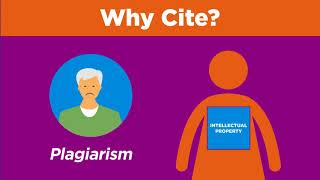 Why Cite?
INTELLECTUAL
PROPERTY
Plagiarism